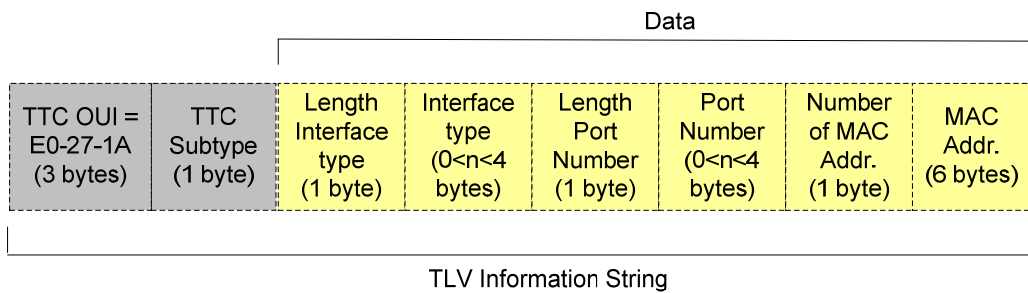 Data
TTC OUI =
E0-27-1A
(3 bytes)
TTC
Subtype
(1 byte)
Length
Interface
type
(1 byte)
Interface
type
(0<n<4
bytes)
Length
Port
Number
(1 byte)
Port
Number
(0<n<4
bytes)
Number
of MAC
Addr.
(1 byte)
MAC
Addr.
(6 bytes)
TLV Information String